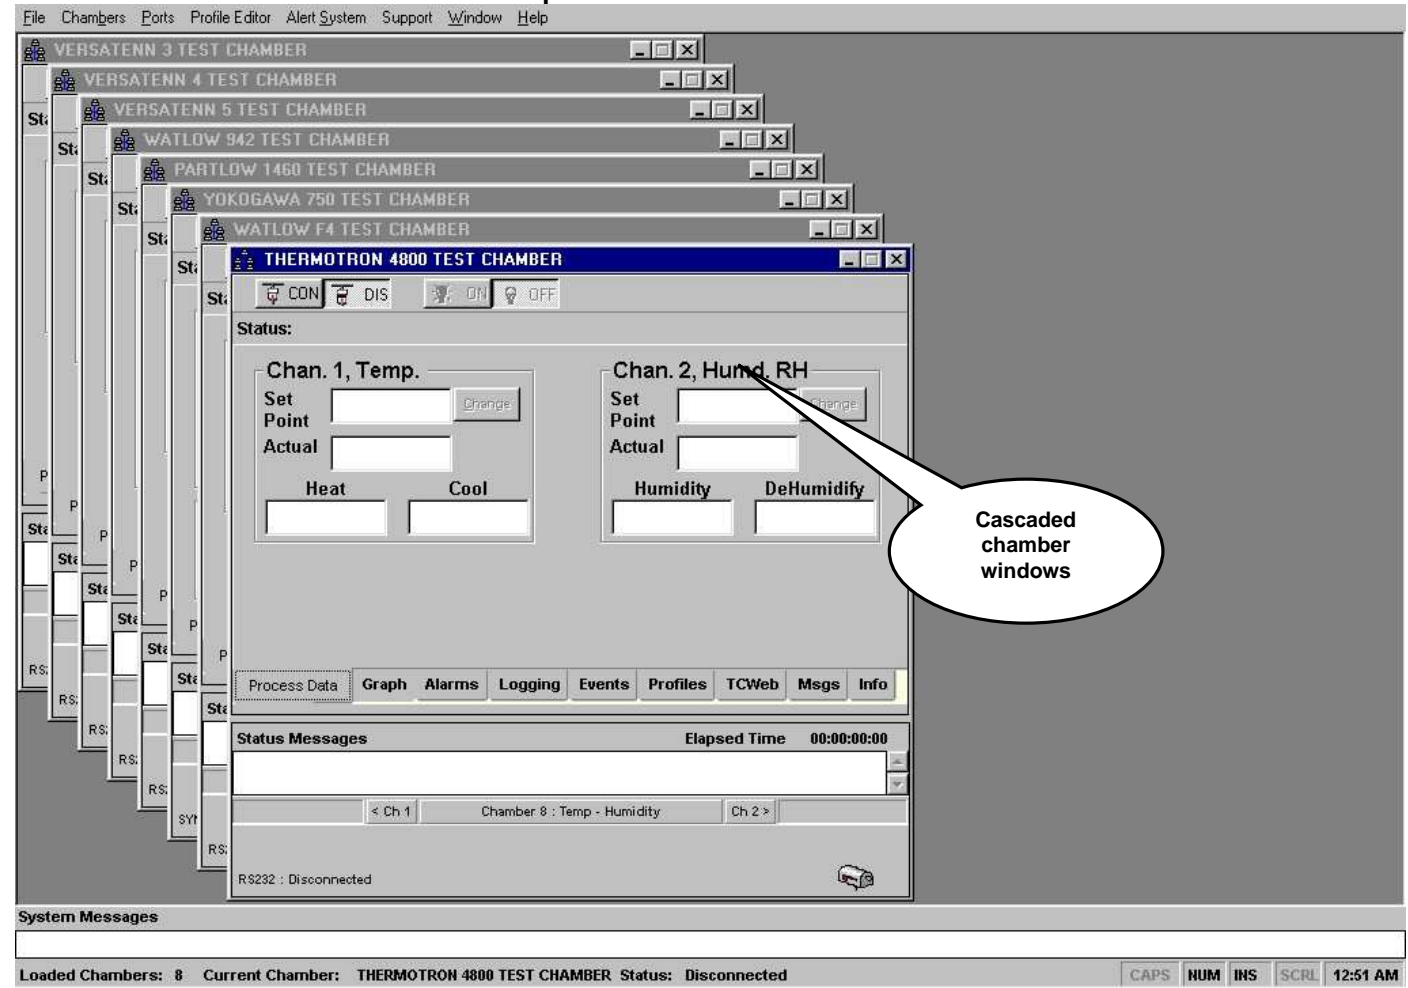 File Chambers Ports Profile Editor Alert System Support Window Help
VERSATENN 3 TEST CHAMBER
VERSATENN 4 TEST CHAMBER
VERSATENN 5 TEST CHAMBER
WATLOW 942 TEST CHAMBER
PARTLOW 1460 TEST CHAMBER
YOKOGAWA 750 TEST CHAMBER
WATLOW F4 TEST CHAMBER
THERMOTRON 4800 TEST CHAMBER
CON DIS ON OFF
Status:
Chan. 1, Temp. Chan. 2, Humd. RH
Set Point Change Set Point Change
Actual Actual
Heat Cool Humidity DeHumidify
Cascaded
chamber
windows
Process Data Graph Alarms Logging Events Profiles TCWeb Msgs Info
Status Messages Elapsed Time 00:00:00:00
< Ch 1 Chamber 8 : Temp - Humidity Ch 2 >
RS232 : Disconnected
System Messages
Loaded Chambers: 8 Current Chamber: THERMOTRON 4800 TEST CHAMBER Status: Disconnected CAPS NUM INS SCRL 12:51 AM